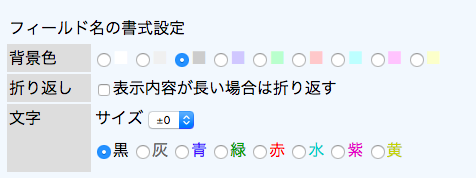 フィールド名の書式設定
背景色
折り返し 表示内容が長い場合は折り返す
文字 サイズ ±0
黒 灰 青 緑 赤 水 紫 黄